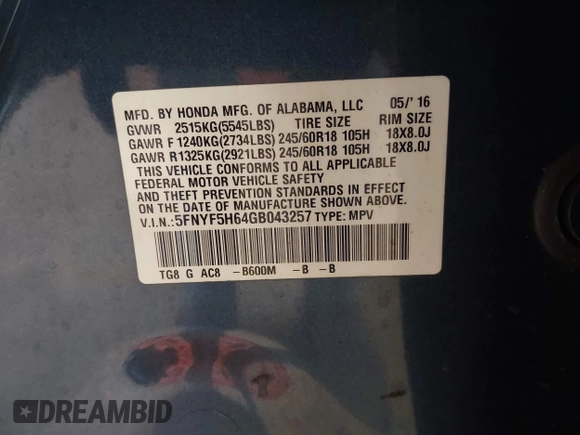 MFD. BY HONDA MFG. OF ALABAMA, LLC 05/' 16
GVWR 2515KG(5545LBS) TIRE SIZE RIM SIZE
GAWR F 1240KG(2734LBS) 245/60R18 105H 18X8.0J
GAWR R1325KG(2921LBS) 245/60R18 105H 18X8.0J
THIS VEHICLE CONFORMS TO ALL APPLICABLE
FEDERAL MOTOR VEHICLE SAFETY
AND THEFT PREVENTION STANDARDS IN EFFECT
ON THE DATE OF MANUFACTURE SHOWN ABOVE.
V.I.N.:5FNYF5H64GB043257 TYPE: MPV
TG8 G AC8 -B600M -B -B
DREAMBID